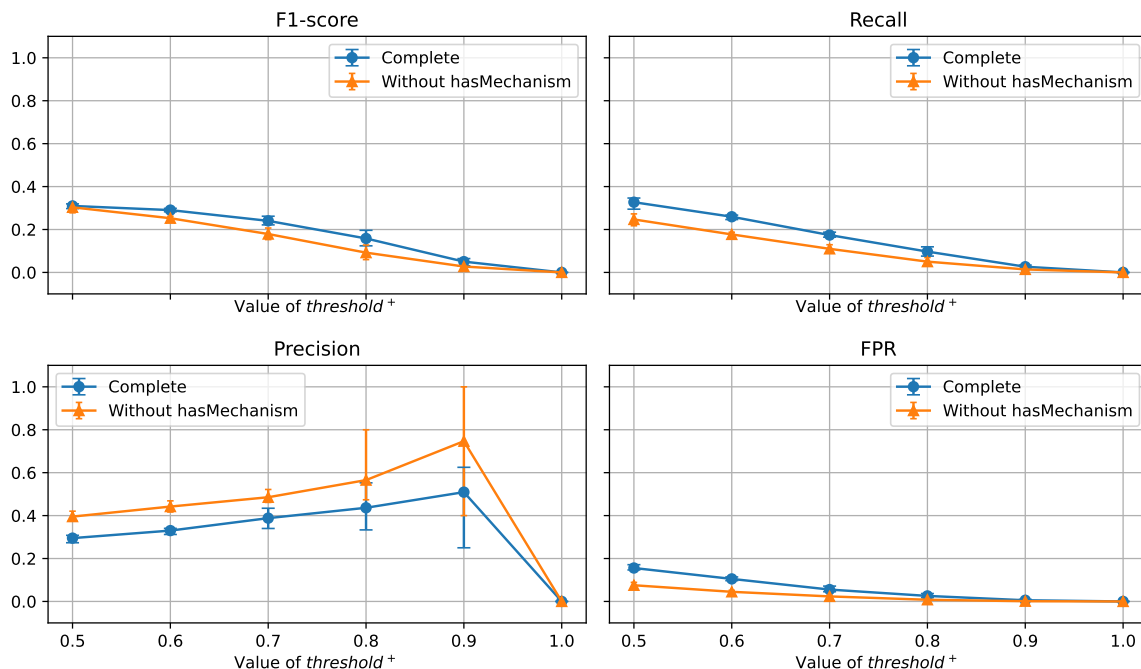 F1-score
Complete
Without hasMechanism
1.0
0.8
0.6
0.4
0.2
0.0
Value of threshold⁺
Recall
Complete
Without hasMechanism
Value of threshold⁺
Precision
Complete
Without hasMechanism
1.0
0.8
0.6
0.4
0.2
0.0
0.5 0.6 0.7 0.8 0.9 1.0
Value of threshold⁺
FPR
Complete
Without hasMechanism
0.5 0.6 0.7 0.8 0.9 1.0
Value of threshold⁺